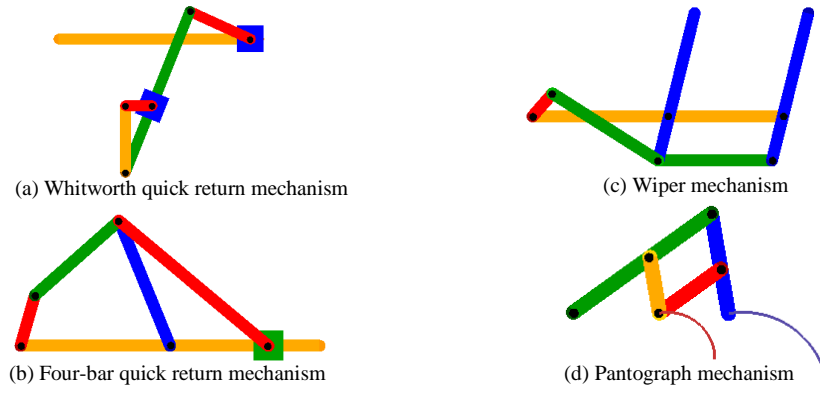 (a) Whitworth quick return mechanism
(c) Wiper mechanism
(b) Four-bar quick return mechanism
(d) Pantograph mechanism